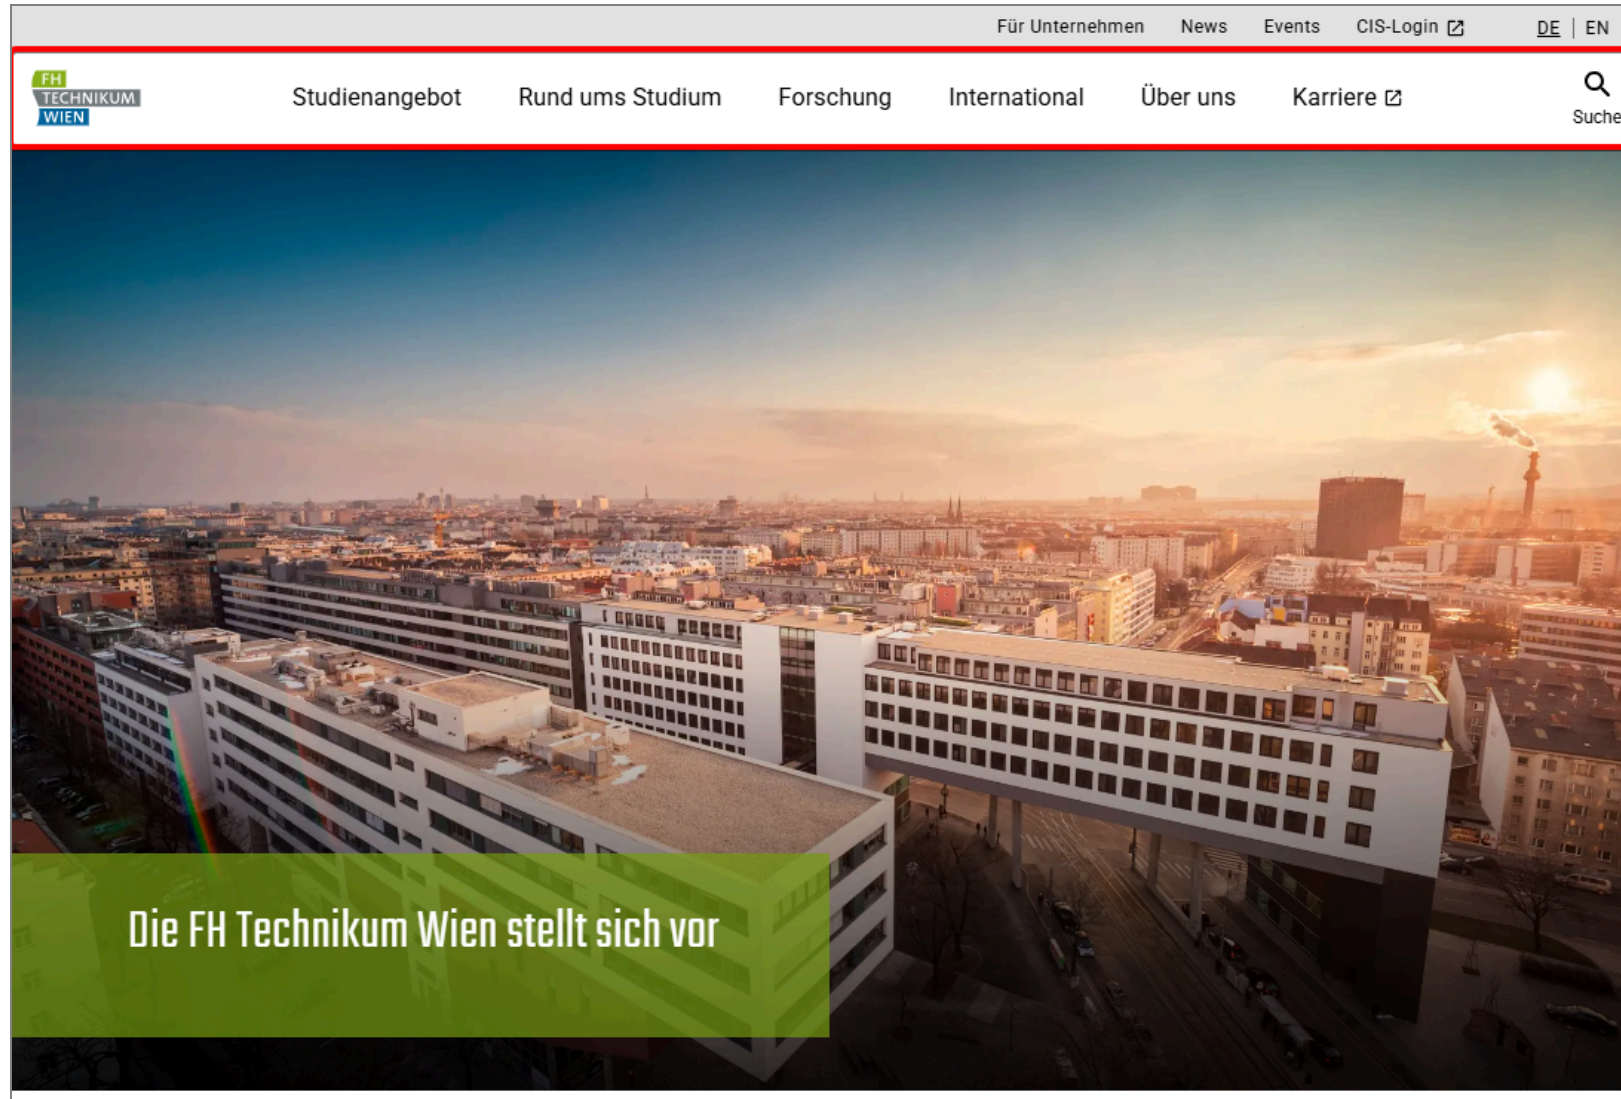 Für Unternehmen News Events CIS-Login DE | EN
FH
TECHNIKUM
WIEN
Studienangebot Rund ums Studium Forschung International Über uns Karriere
Suche
Die FH Technikum Wien stellt sich vor